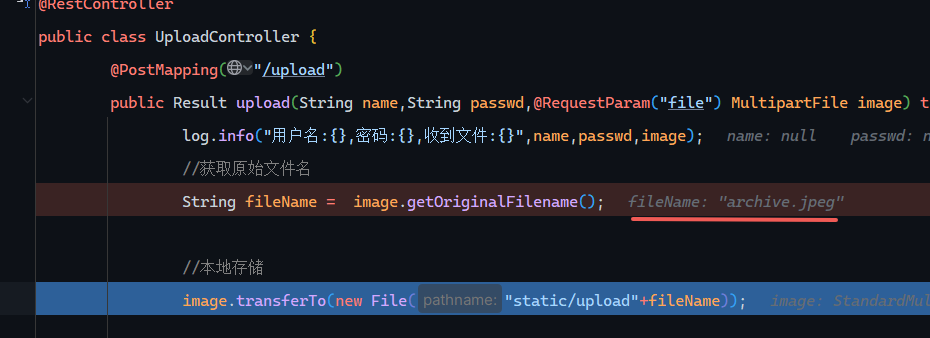 @RestController
public class UploadController {
@PostMapping("/upload")
public Result upload(String name,String passwd,@RequestParam("file") MultipartFile image) t
log.info("用户名:{},密码:{},收到文件:{}",name,passwd,image); name: null passwd: n
//获取原始文件名
String fileName = image.getOriginalFilename(); fileName: "archive.jpeg"
//本地存储
image.transferTo(new File( pathname: "static/upload"+fileName)); image: StandardMul